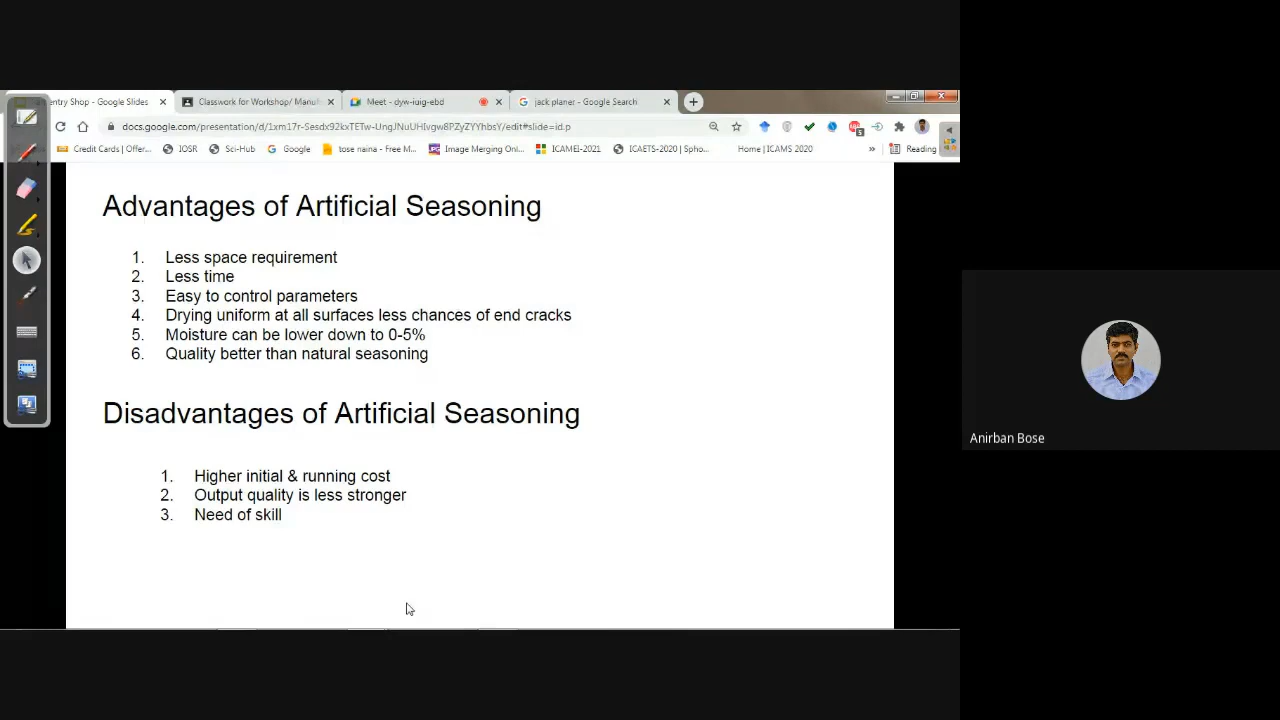 entry Shop - Google Slides
Classwork for Workshop/ Manuf
Meet - dyw-iuig-ebd
jack planer - Google Search
docs.google.com/presentation/d/1xm17r-Sesdx92kxTETw-UngJNuUHIvgw8PZyZYYhbsY/edit#slide=id.p
Credit Cards | Offer...
IOSR
Sci-Hub
Google
tose naina - Free M...
Image Merging Onl...
ICAMEI-2021
ICAETS-2020 | Spho...
Home | ICAMS 2020
»
Reading
Advantages of Artificial Seasoning
1. Less space requirement
2. Less time
3. Easy to control parameters
4. Drying uniform at all surfaces less chances of end cracks
5. Moisture can be lower down to 0-5%
6. Quality better than natural seasoning
Disadvantages of Artificial Seasoning
1. Higher initial & running cost
2. Output quality is less stronger
3. Need of skill
Anirban Bose